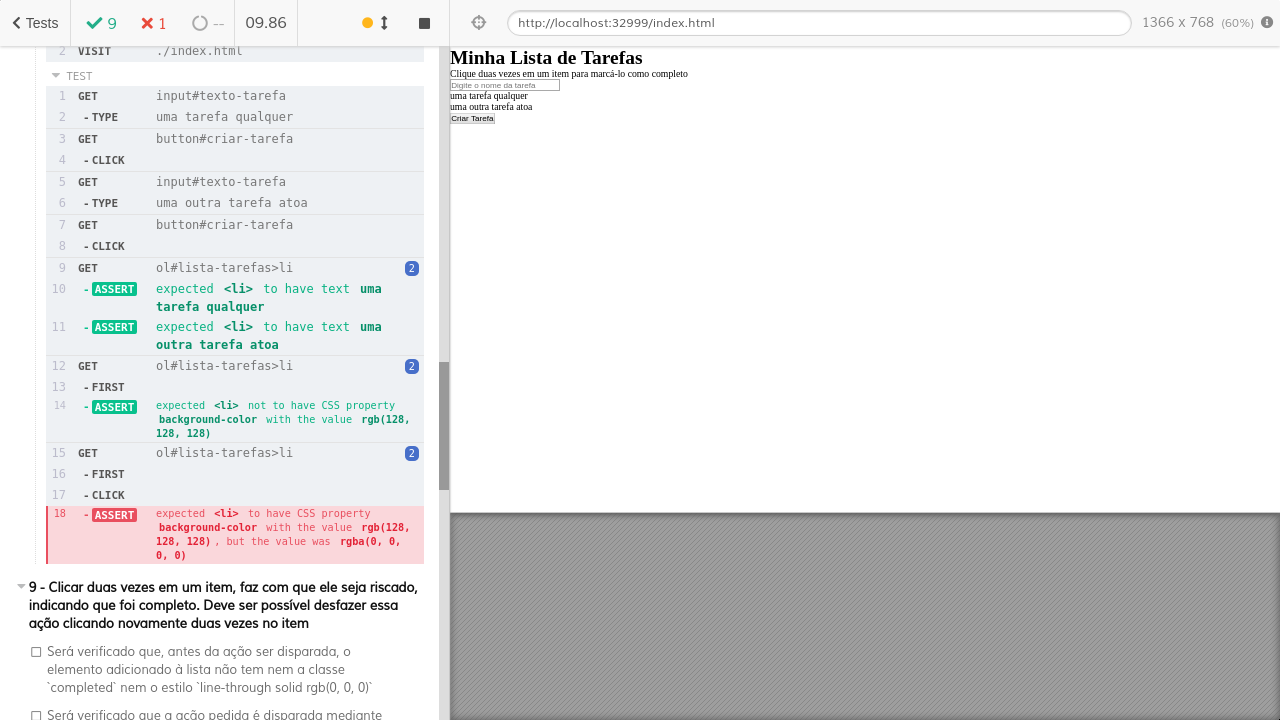 Tests
9
1
--
09.86
http://localhost:32999/index.html
1366 x 768 (60%)
2 VISIT ./index.html
TEST
1 GET input#texto-tarefa
2 -TYPE uma tarefa qualquer
3 GET button#criar-tarefa
4 -CLICK
5 GET input#texto-tarefa
6 -TYPE uma outra tarefa atoa
7 GET button#criar-tarefa
8 -CLICK
9 GET ol#lista-tarefas>li 2
10 -ASSERT expected <li> to have text uma
tarefa qualquer
11 -ASSERT expected <li> to have text uma
outra tarefa atoa
12 GET ol#lista-tarefas>li 2
13 -FIRST
14 -ASSERT expected <li> not to have CSS property
background-color with the value rgb(128,
128, 128)
15 GET ol#lista-tarefas>li 2
16 -FIRST
17 -CLICK
18 -ASSERT expected <li> to have CSS property
background-color with the value rgb(128,
128, 128), but the value was rgba(0, 0,
0, 0)
9 - Clicar duas vezes em um item, faz com que ele seja riscado,
indicando que foi completo. Deve ser possível desfazer essa
ação clicando novamente duas vezes no item
Será verificado que, antes da ação ser disparada, o
elemento adicionado à lista não tem nem a classe
`completed` nem o estilo `line-through solid rgb(0, 0, 0)`
Será verificado que a ação pedida é disparada mediante
Minha Lista de Tarefas
Clique duas vezes em um item para marcá-lo como completo
Digite o nome da tarefa
uma tarefa qualquer
uma outra tarefa atoa
Criar Tarefa